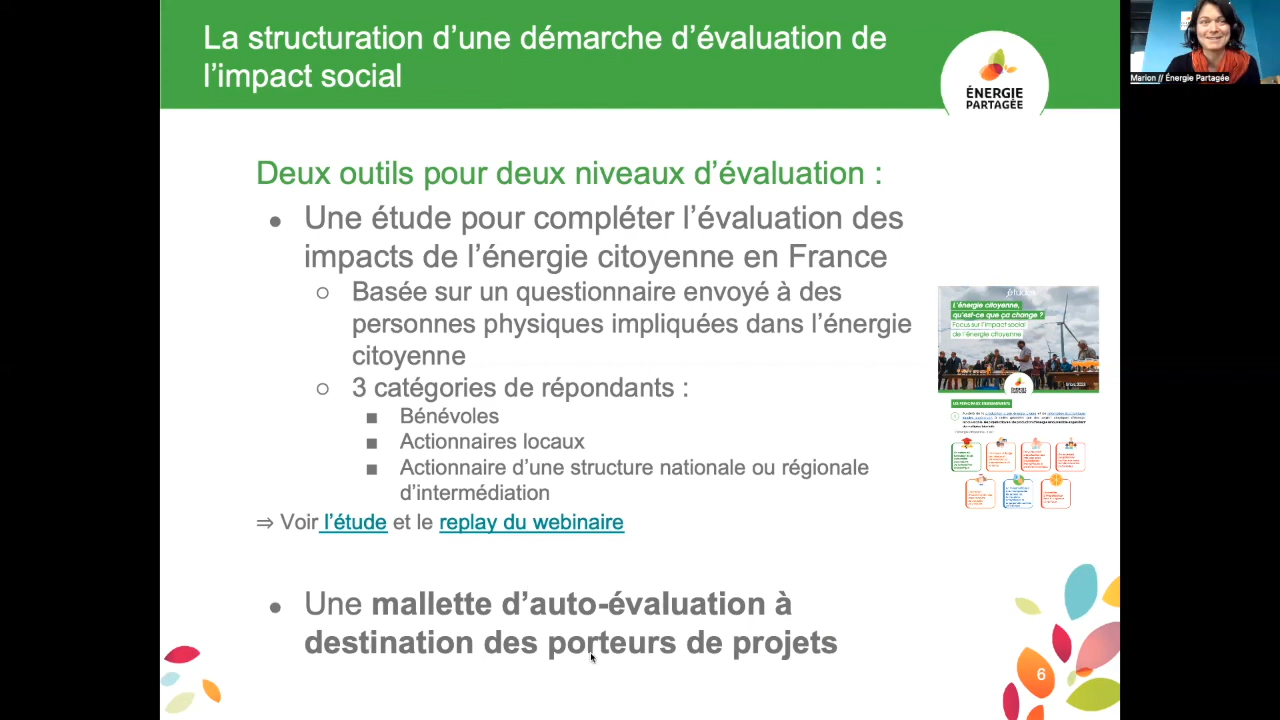 La structuration d'une démarche d'évaluation de
l'impact social
ÉNERGIE
PARTAGÉE
Marion // Énergie Partagée
Deux outils pour deux niveaux d'évaluation :
● Une étude pour compléter l'évaluation des
impacts de l'énergie citoyenne en France
○ Basée sur un questionnaire envoyé à des
personnes physiques impliquées dans l'énergie
citoyenne
○ 3 catégories de répondants :
■ Bénévoles
■ Actionnaires locaux
■ Actionnaire d'une structure nationale ou régionale
d'intermédiation
⇒ Voir l'étude et le replay du webinaire
● Une mallette d'auto-évaluation à
destination des porteurs de projets
études
L'énergie citoyenne,
qu'est-ce que ça change ?
Focus sur l'impact social
de l'énergie citoyenne
6